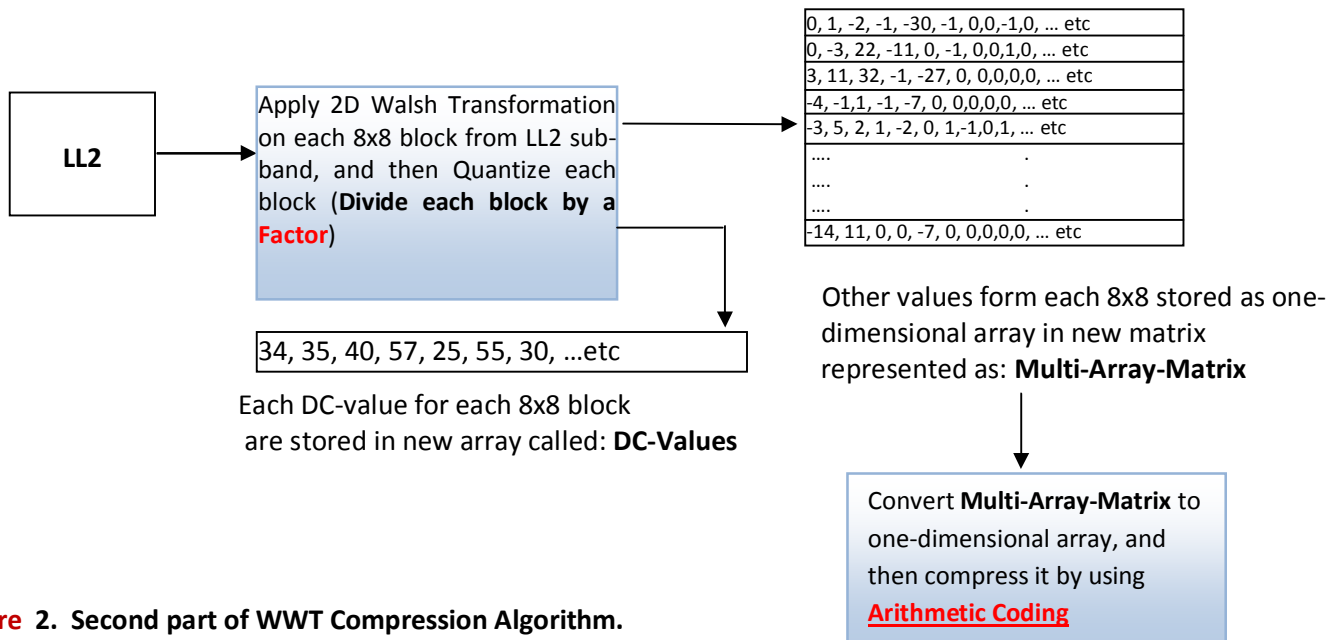 LL2
Apply 2D Walsh Transformation
on each 8x8 block from LL2 sub-
band, and then Quantize each
block (Divide each block by a
Factor)
0, 1, -2, -1, -30, -1, 0,0,-1,0, ... etc
0, -3, 22, -11, 0, -1, 0,0,1,0, ... etc
3, 11, 32, -1, -27, 0, 0,0,0,0, ... etc
-4, -1,1, -1, -7, 0, 0,0,0,0, ... etc
-3, 5, 2, 1, -2, 0, 1,-1,0,1, ... etc
.... .
.... .
.... .
-14, 11, 0, 0, -7, 0, 0,0,0,0, ... etc
34, 35, 40, 57, 25, 55, 30, ...etc
Each DC-value for each 8x8 block
are stored in new array called: DC-Values
Other values form each 8x8 stored as one-
dimensional array in new matrix
represented as: Multi-Array-Matrix
Convert Multi-Array-Matrix to
one-dimensional array, and
then compress it by using
Arithmetic Coding
re 2. Second part of WWT Compression Algorithm.